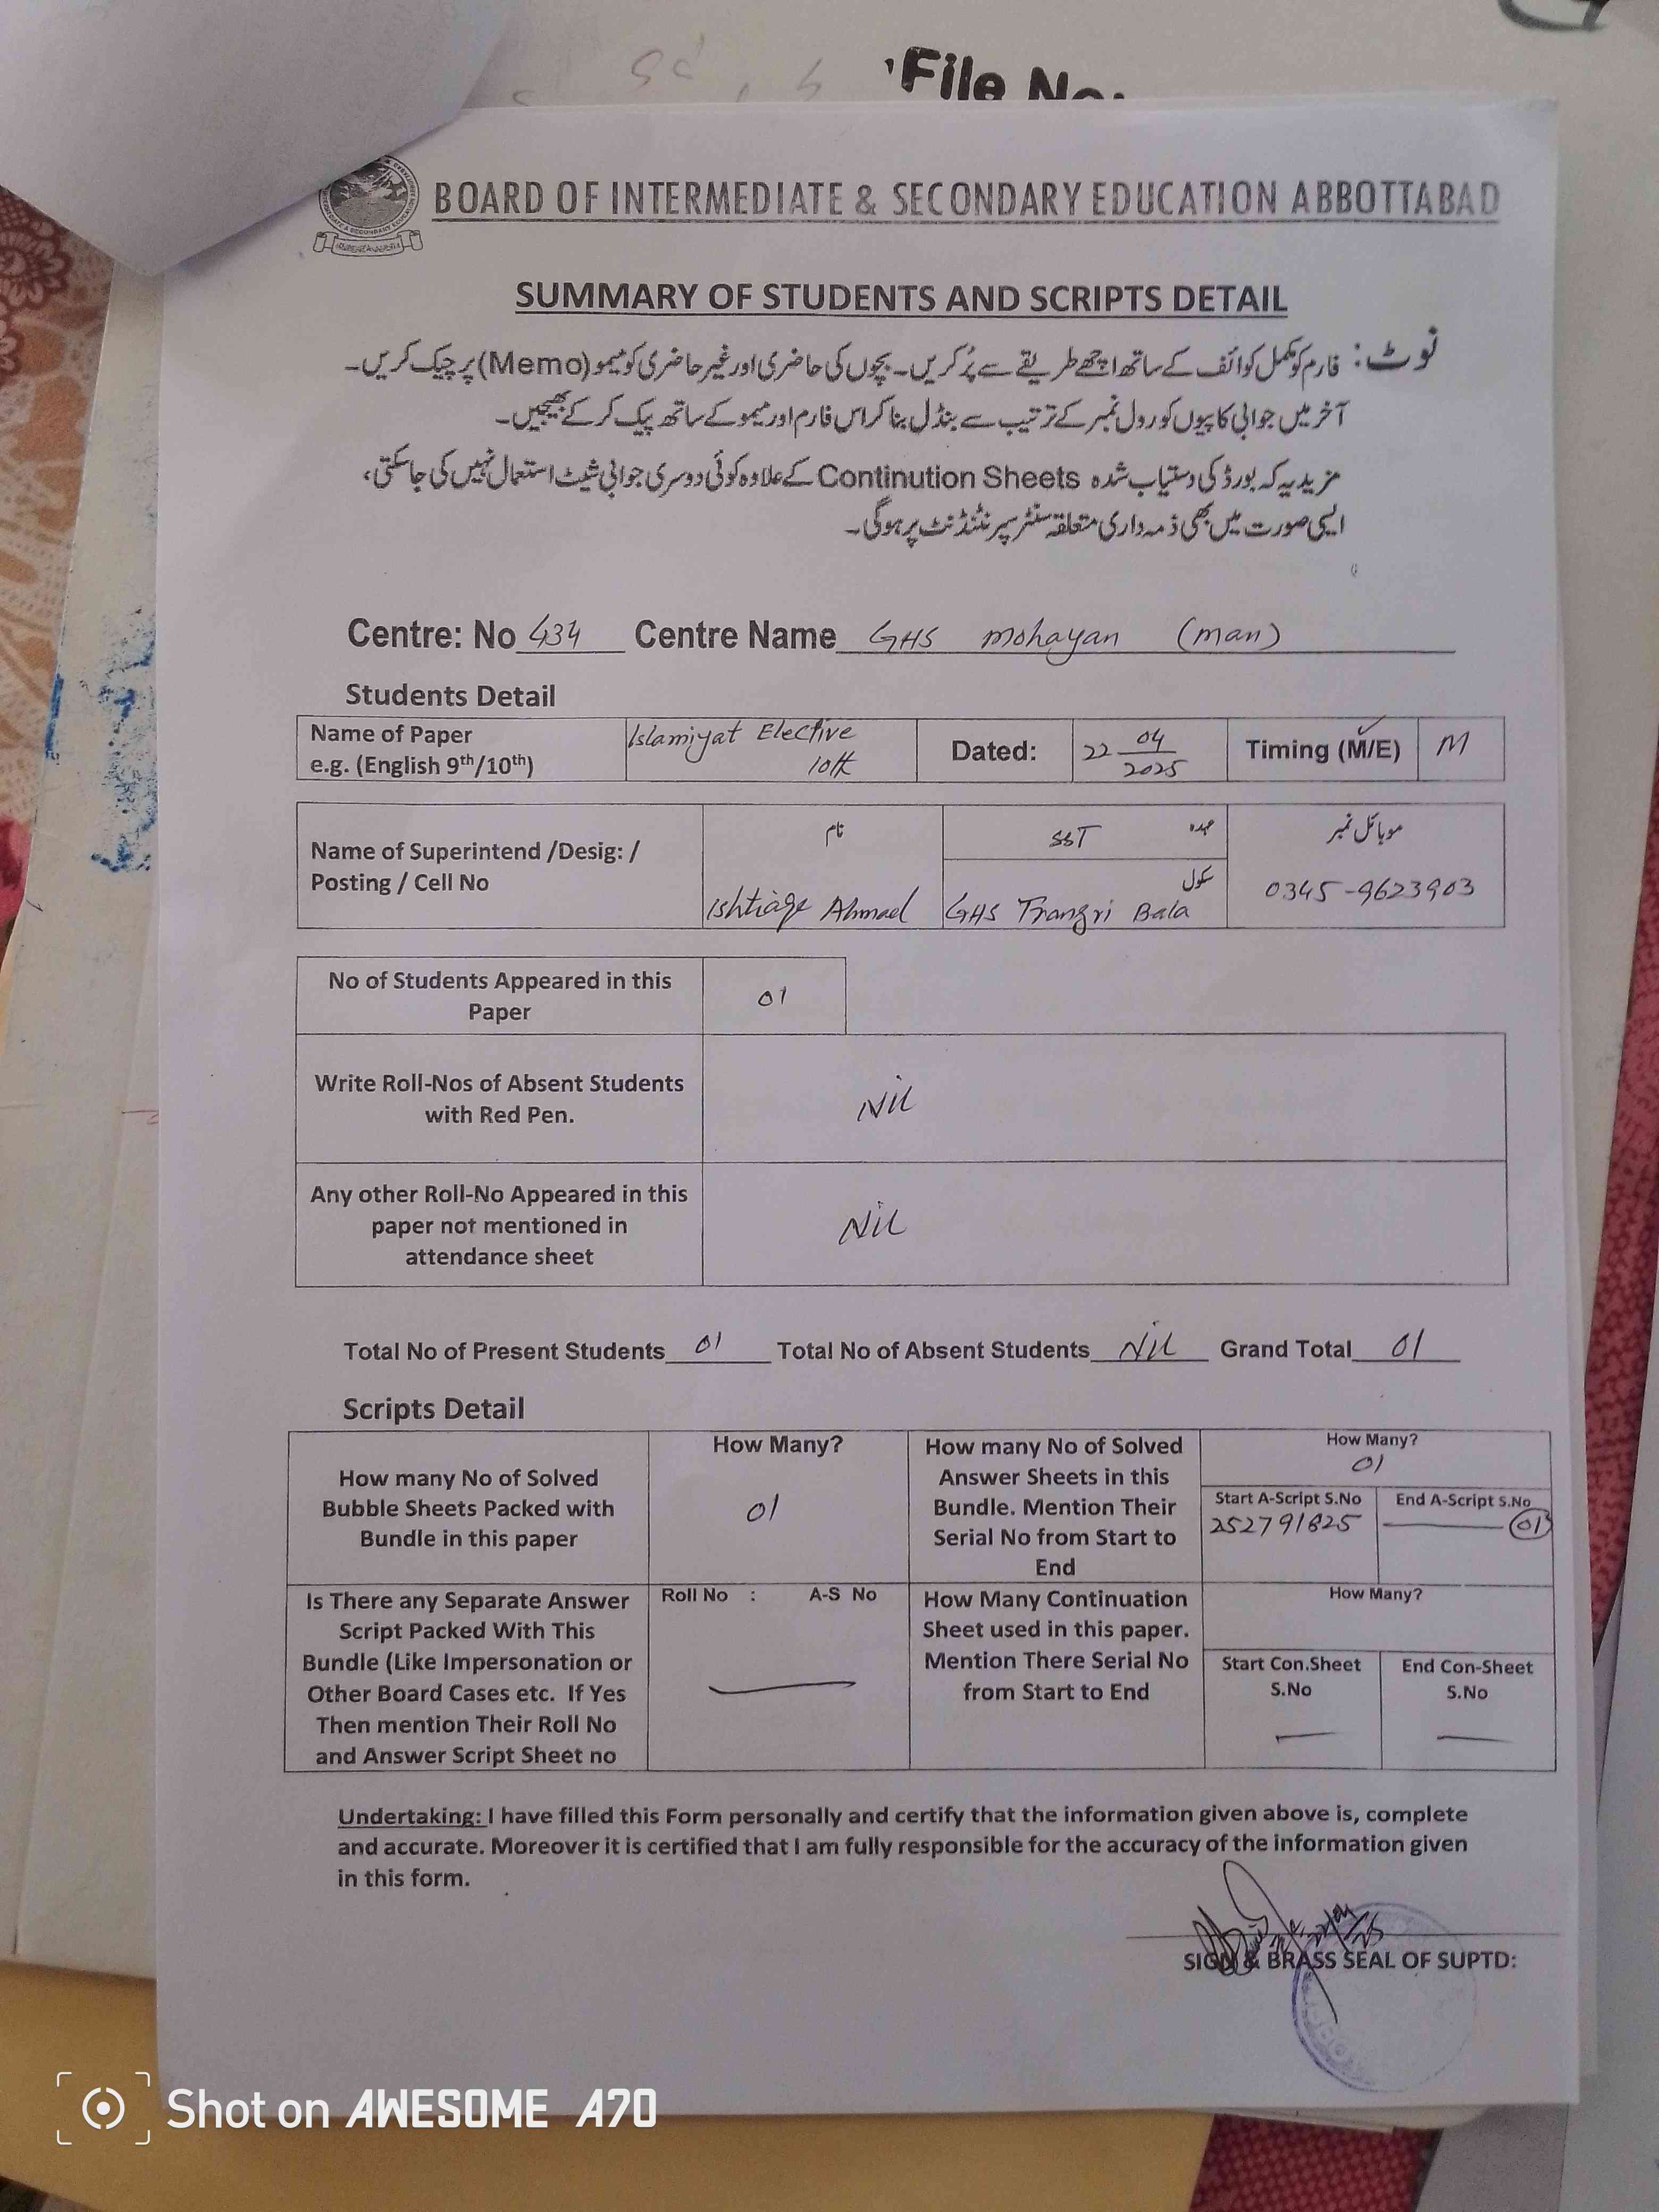 File No.
BOARD OF INTERMEDIATE & SECONDARY EDUCATION ABBOTTABAD
SUMMARY OF STUDENTS AND SCRIPTS DETAIL
نوٹ: فارم کو مکمل کوائف کے ساتھ اچھے طریقے سے پُر کریں۔ بچوں کی حاضری اور غیر حاضری کو میمو (Memo) پر چیک کریں۔
آخر میں جوابی کاپیوں کو رول نمبر کے ترتیب سے بنڈل بنا کر اس فارم اور میمو کے ساتھ پیک کر کے بھیجیں۔
مزید یہ کہ بورڈ کی دستیاب شدہ Continution Sheets کے علاوہ کوئی دوسری جوابی شیٹ استعمال نہیں کی جا سکتی،
ایسی صورت میں بھی ذمہ داری متعلقہ سنٹر سپرنٹنڈنٹ پر ہو گی۔
Centre: No 434 Centre Name GHS mohayan (man)
Students Detail
Name of Paper e.g. (English 9th/10th)
Islamiyat Elective 10th
Dated: 22 04 2025
Timing (M/E) M
Name of Superintend /Desig: / Posting / Cell No
نام
Ishtiaqe Ahmad
SST عہدہ
سکول
GHS Trangri Bala
موبائل نمبر
0345-9623903
No of Students Appeared in this Paper
01
Write Roll-Nos of Absent Students with Red Pen.
Nil
Any other Roll-No Appeared in this paper not mentioned in attendance sheet
Nil
Total No of Present Students 01 Total No of Absent Students Nil Grand Total 01
Scripts Detail
How many No of Solved Bubble Sheets Packed with Bundle in this paper
How Many?
01
How many No of Solved Answer Sheets in this Bundle. Mention Their Serial No from Start to End
How Many?
01
Start A-Script S.No
252791825
End A-Script S.No
01
Is There any Separate Answer Script Packed With This Bundle (Like Impersonation or Other Board Cases etc. If Yes Then mention Their Roll No and Answer Script Sheet no
Roll No : A-S No
How Many Continuation Sheet used in this paper. Mention There Serial No from Start to End
How Many?
Start Con.Sheet S.No
End Con-Sheet S.No
Undertaking: I have filled this Form personally and certify that the information given above is, complete
and accurate. Moreover it is certified that I am fully responsible for the accuracy of the information given
in this form.
SIGN & BRASS SEAL OF SUPTD:
Shot on AWESOME A70